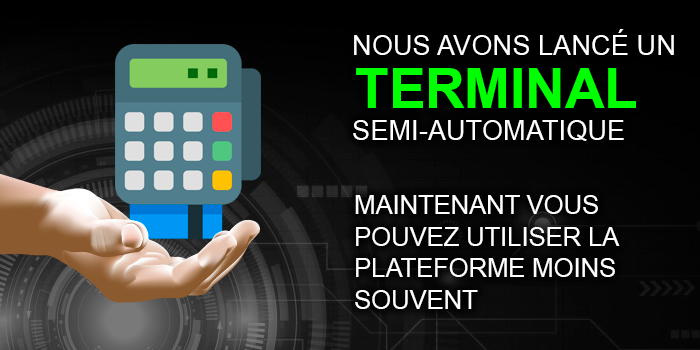 NOUS AVONS LANCÉ UN
TERMINAL
SEMI-AUTOMATIQUE
MAINTENANT VOUS
POUVEZ UTILISER LA
PLATEFORME MOINS
SOUVENT